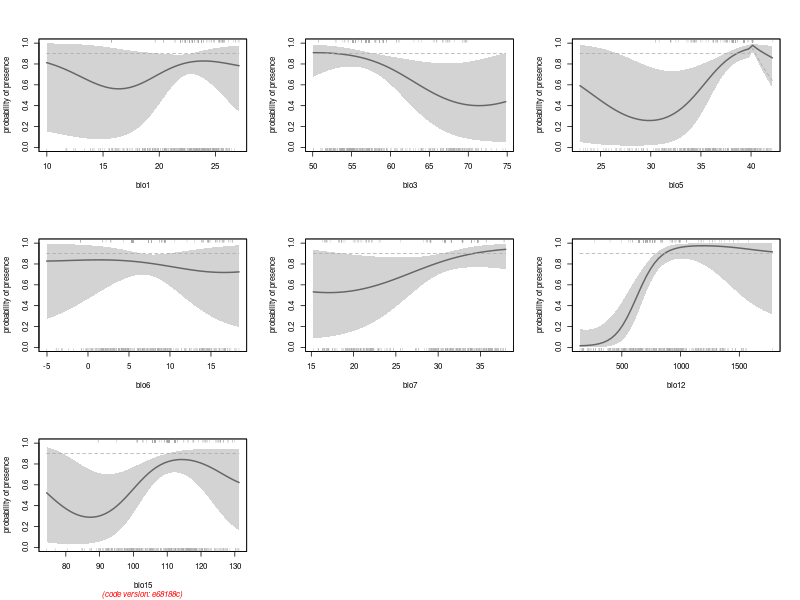 probability of presence
0.0 0.2 0.4 0.6 0.8 1.0
10 15 20 25
bio1
probability of presence
0.0 0.2 0.4 0.6 0.8 1.0
50 55 60 65 70 75
bio3
probability of presence
0.0 0.2 0.4 0.6 0.8 1.0
25 30 35 40
bio5
probability of presence
0.0 0.2 0.4 0.6 0.8 1.0
-5 0 5 10 15
bio6
probability of presence
0.0 0.2 0.4 0.6 0.8 1.0
15 20 25 30 35
bio7
probability of presence
0.0 0.2 0.4 0.6 0.8 1.0
500 1000 1500
bio12
probability of presence
0.0 0.2 0.4 0.6 0.8 1.0
80 90 100 110 120 130
bio15
(code version: e68188c)